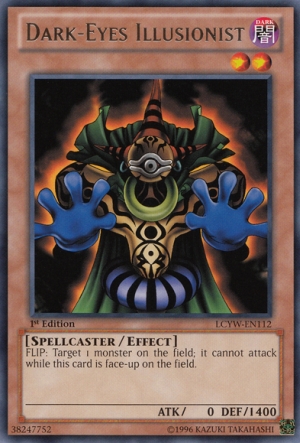 DARK-EYES ILLUSIONIST
DARK
闇
1st Edition
LCYW-EN112
[SPELLCASTER / EFFECT]
FLIP: Target 1 monster on the field; it cannot attack
while this card is face-up on the field.
ATK/ 0 DEF/1400
38247752
©1996 KAZUKI TAKAHASHI